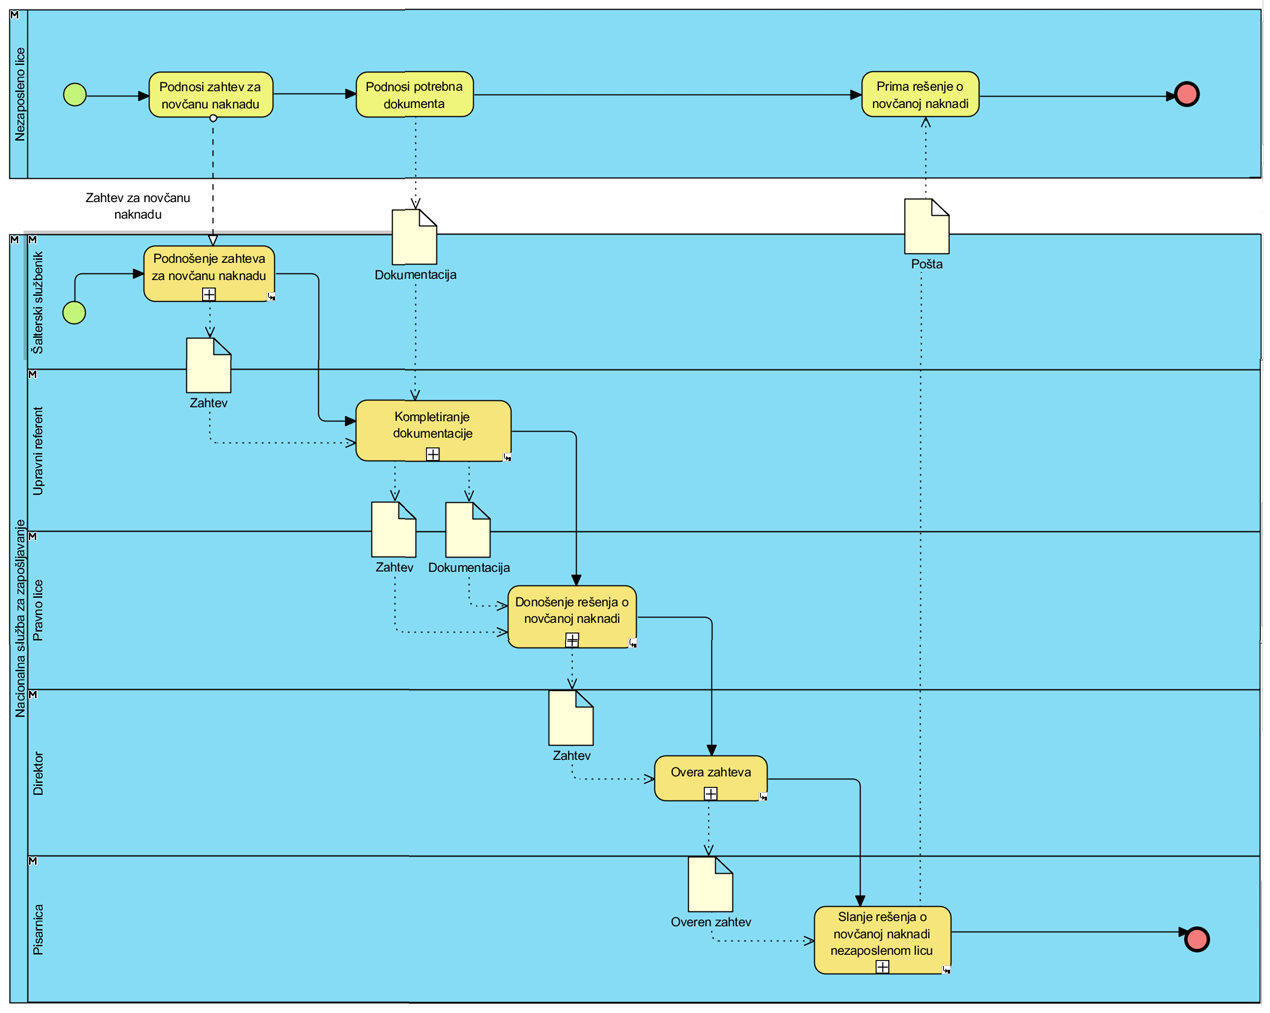 Nezaposleno lice
Podnosi zahtev za
novčanu naknadu
Podnosi potrebna
dokumenta
Prima rešenje o
novčanoj naknadi
Zahtev za novčanu
naknadu
Dokumentacija
Pošta
Nacionalna služba za zapošljavanje
Šalterski službenik
Podnošenje zahteva
za novčanu naknadu
Zahtev
Upravni referent
Kompletiranje
dokumentacije
Zahtev
Dokumentacija
Pravno lice
Donošenje rešenja o
novčanoj naknadi
Zahtev
Direktor
Overa zahteva
Overen zahtev
Pisarnica
Slanje rešenja o
novčanoj naknadi
nezaposlenom licu